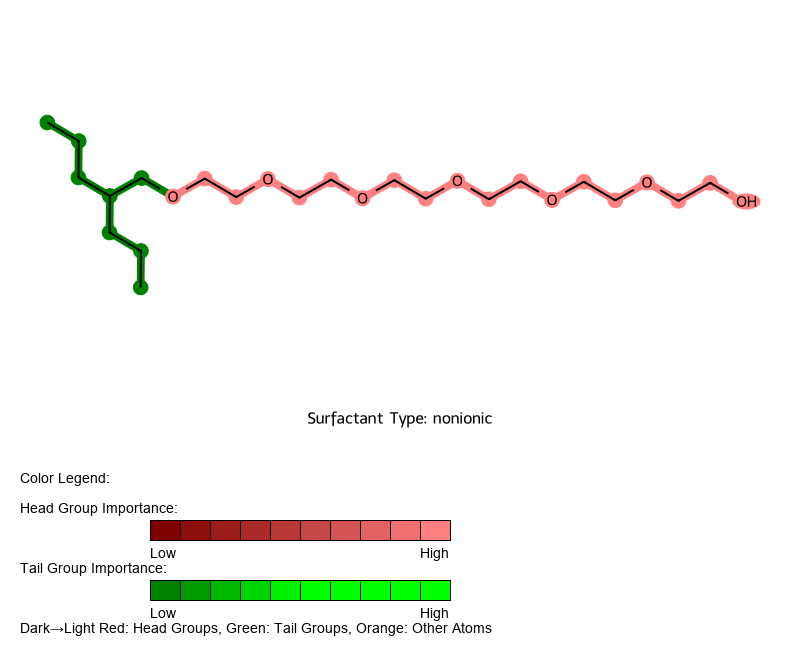 O O O O O O OH
Surfactant Type: nonionic
Color Legend:
Head Group Importance:
Low High
Tail Group Importance:
Low High
Dark→Light Red: Head Groups, Green: Tail Groups, Orange: Other Atoms